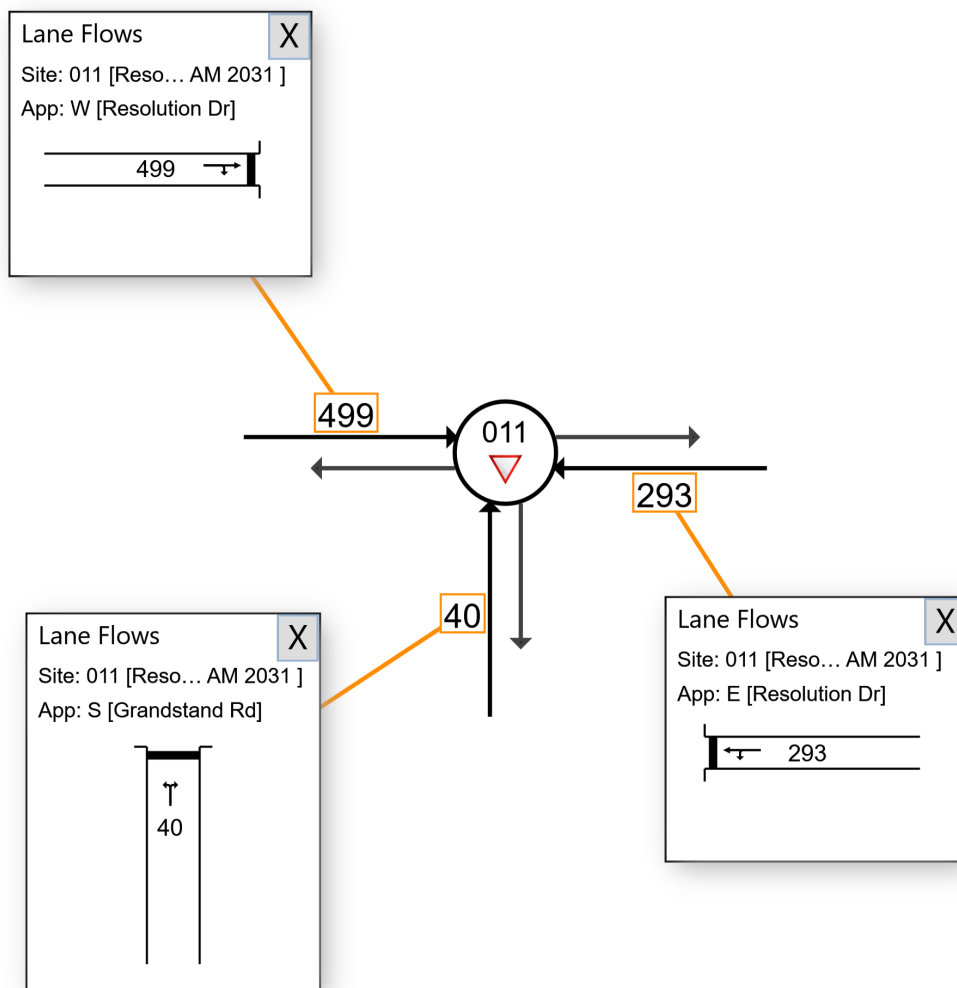 Lane Flows
X
Site: 011 [Reso... AM 2031 ]
App: W [Resolution Dr]
499
499
011
293
40
Lane Flows
X
Site: 011 [Reso... AM 2031 ]
App: S [Grandstand Rd]
40
Lane Flows
X
Site: 011 [Reso... AM 2031 ]
App: E [Resolution Dr]
293